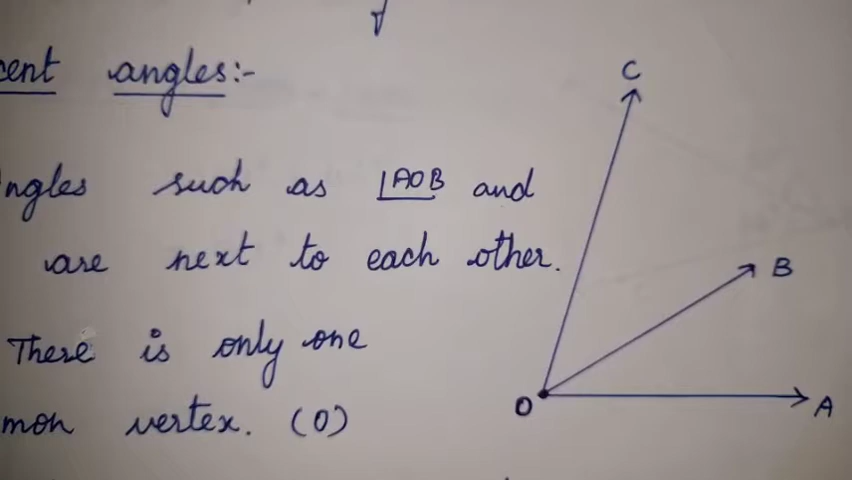 cent angles:-
ngles such as ∠AOB and
are next to each other.
There is only one
mon vertex. (O)
C
B
O
A